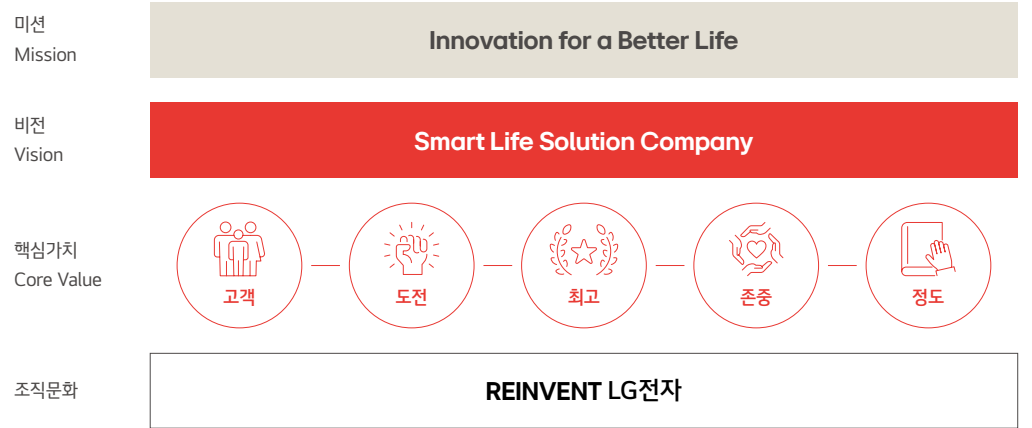 미션
Mission
Innovation for a Better Life
비전
Vision
Smart Life Solution Company
핵심가치
Core Value
고객
도전
최고
존중
정도
조직문화
REINVENT LG전자